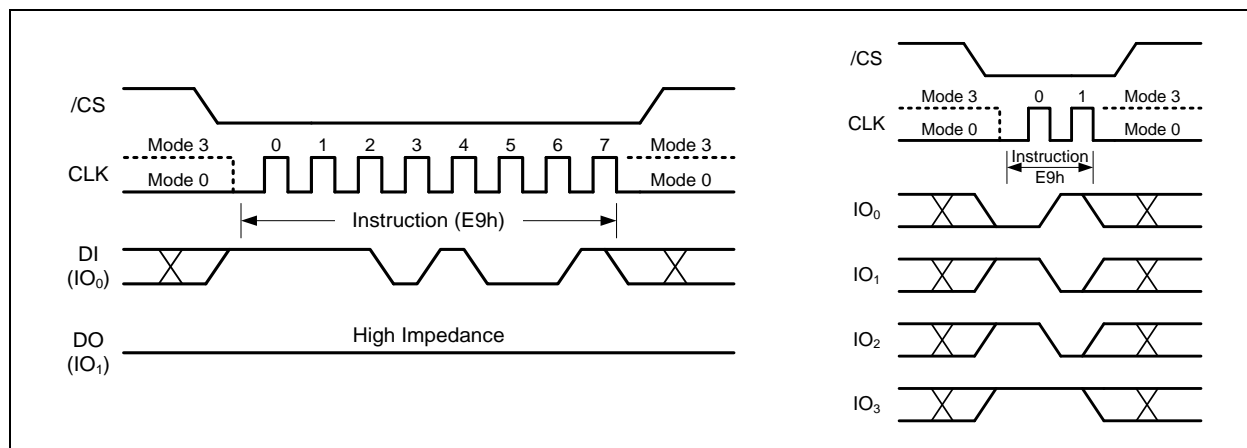 /CS
Mode 3
0 1 2 3 4 5 6 7
Mode 3
CLK
Mode 0
Mode 0
Instruction (E9h)
DI
(IO₀)
High Impedance
DO
(IO₁)
/CS
Mode 3
0 1
Mode 3
CLK
Mode 0
Mode 0
Instruction
E9h
IO₀
IO₁
IO₂
IO₃